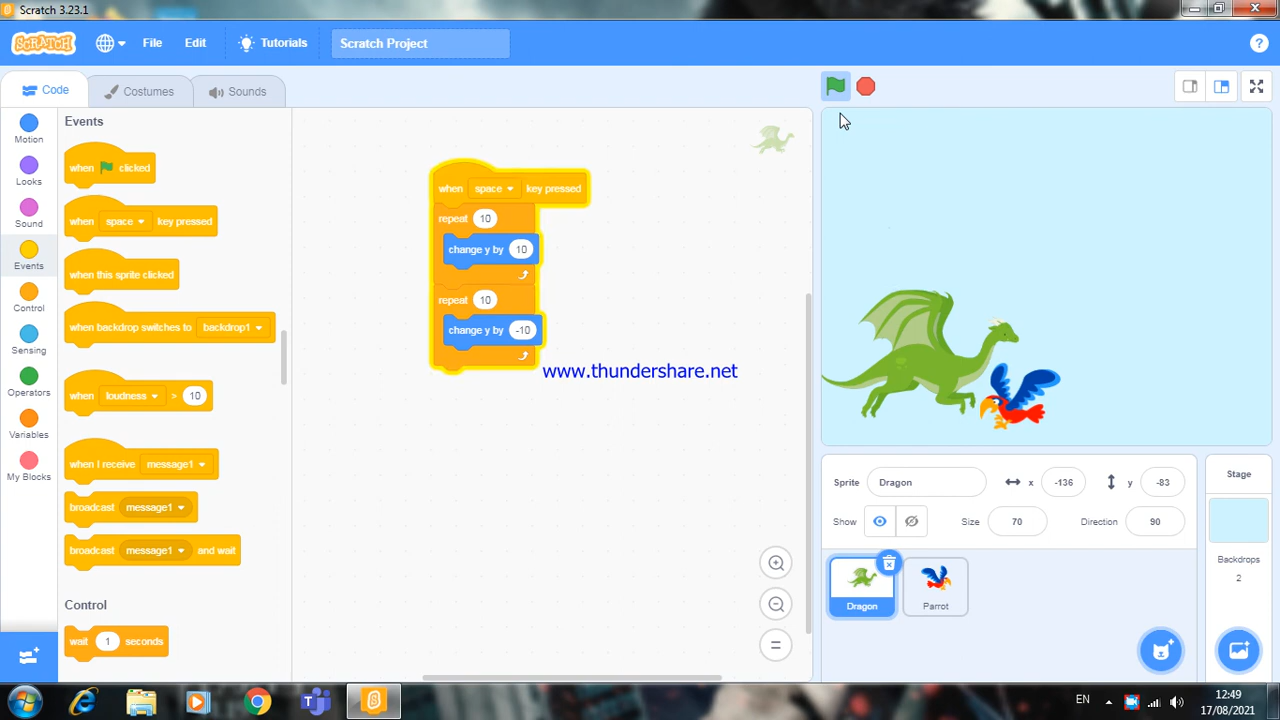 Scratch 3.23.1
SCRATCH File Edit Tutorials Scratch Project
Code Costumes Sounds
Motion
Looks
Sound
Events
Control
Sensing
Operators
Variables
My Blocks
Events
when clicked
when space key pressed
when this sprite clicked
when backdrop switches to backdrop1
when loudness > 10
when I receive message1
broadcast message1
broadcast message1 and wait
Control
wait 1 seconds
when space key pressed
repeat 10
change y by 10
repeat 10
change y by -10
www.thundershare.net
Sprite Dragon x -136 y -83
Show Size 70 Direction 90
Dragon Parrot
Stage
Backdrops
2
EN 12:49
17/08/2021